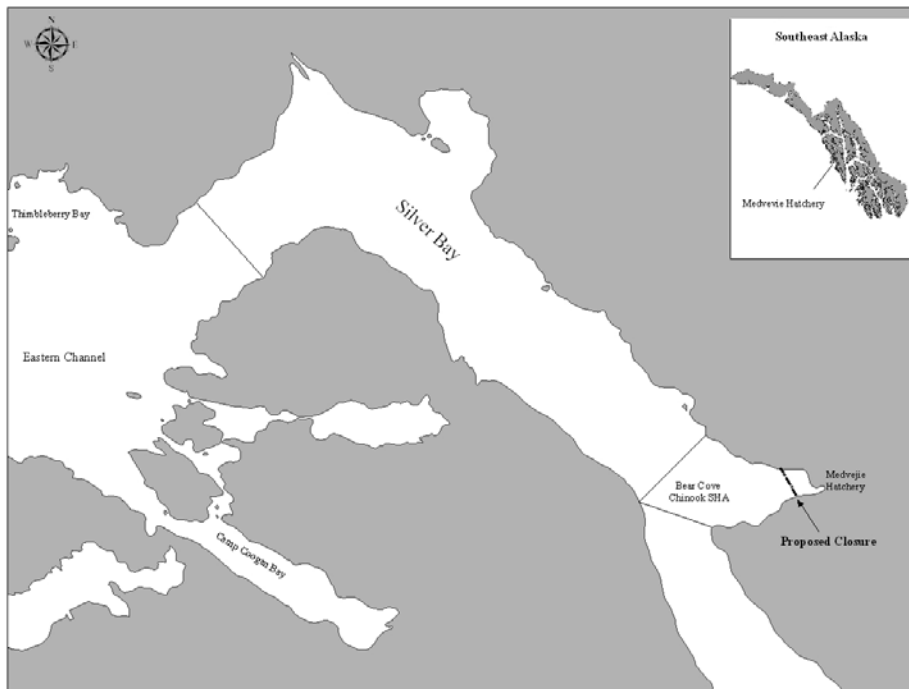 N
W E
S
Southeast Alaska
Medvevie Hatchery
Thimbleberry Bay
Silver Bay
Eastern Channel
Medvejie
Hatchery
Bear Cove
Chinook SHA
Proposed Closure
Camp Coogan Bay